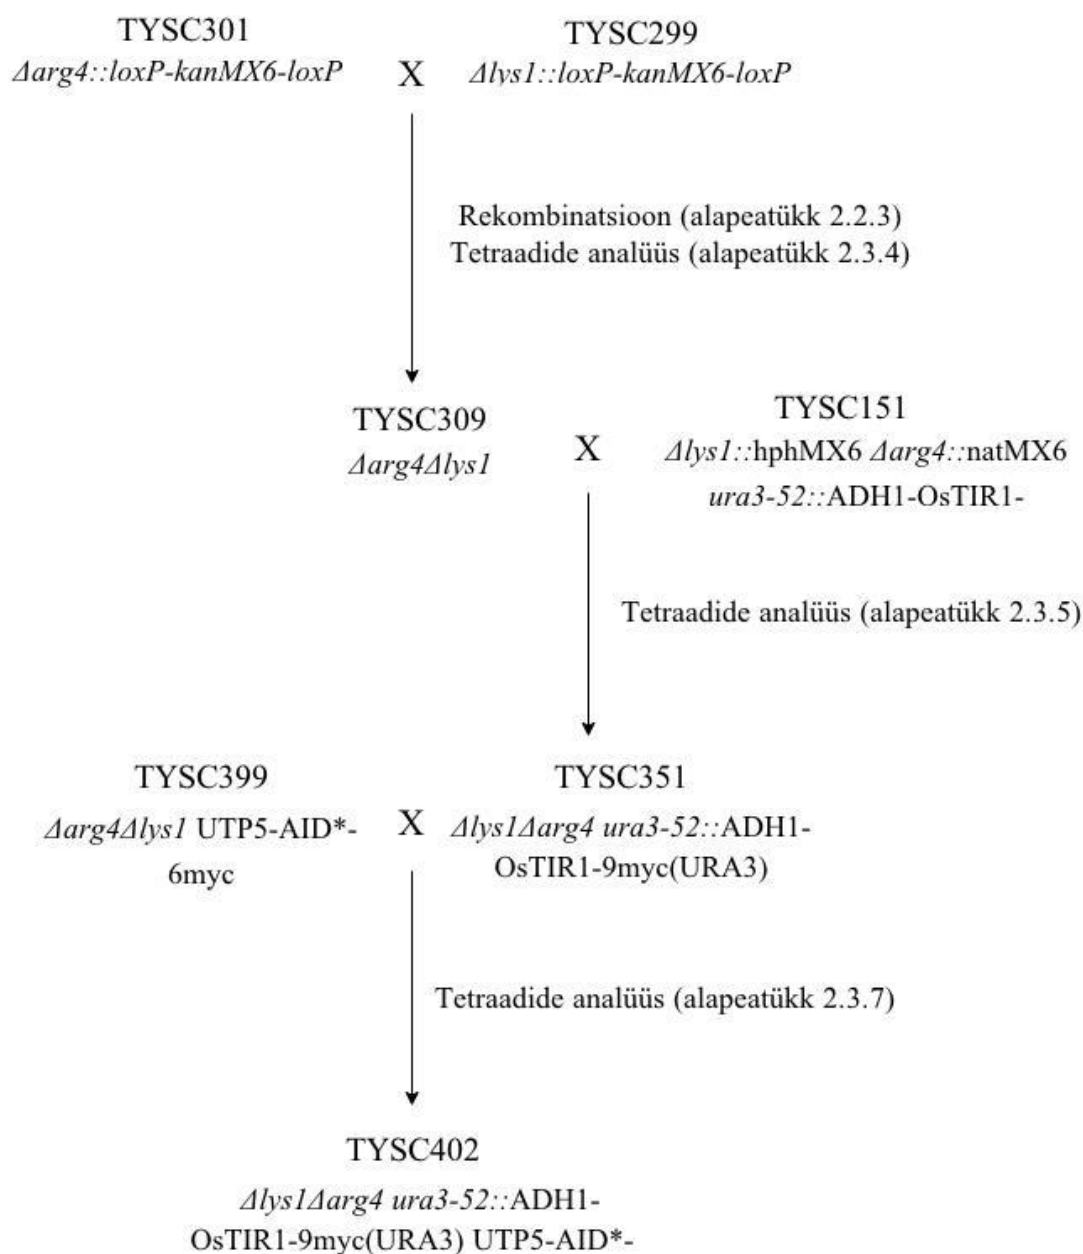 TYSC301
Δarg4::loxP-kanMX6-loxP
X
TYSC299
Δlys1::loxP-kanMX6-loxP
Rekombinatsioon (alapeatükk 2.2.3)
Tetraadide analüüs (alapeatükk 2.3.4)
TYSC309
Δarg4Δlys1
X
TYSC151
Δlys1::hphMX6 Δarg4::natMX6
ura3-52::ADH1-OsTIR1-
Tetraadide analüüs (alapeatükk 2.3.5)
TYSC399
Δarg4Δlys1 UTP5-AID*-
6myc
X
TYSC351
Δlys1Δarg4 ura3-52::ADH1-
OsTIR1-9myc(URA3)
Tetraadide analüüs (alapeatükk 2.3.7)
TYSC402
Δlys1Δarg4 ura3-52::ADH1-
OsTIR1-9myc(URA3) UTP5-AID*-